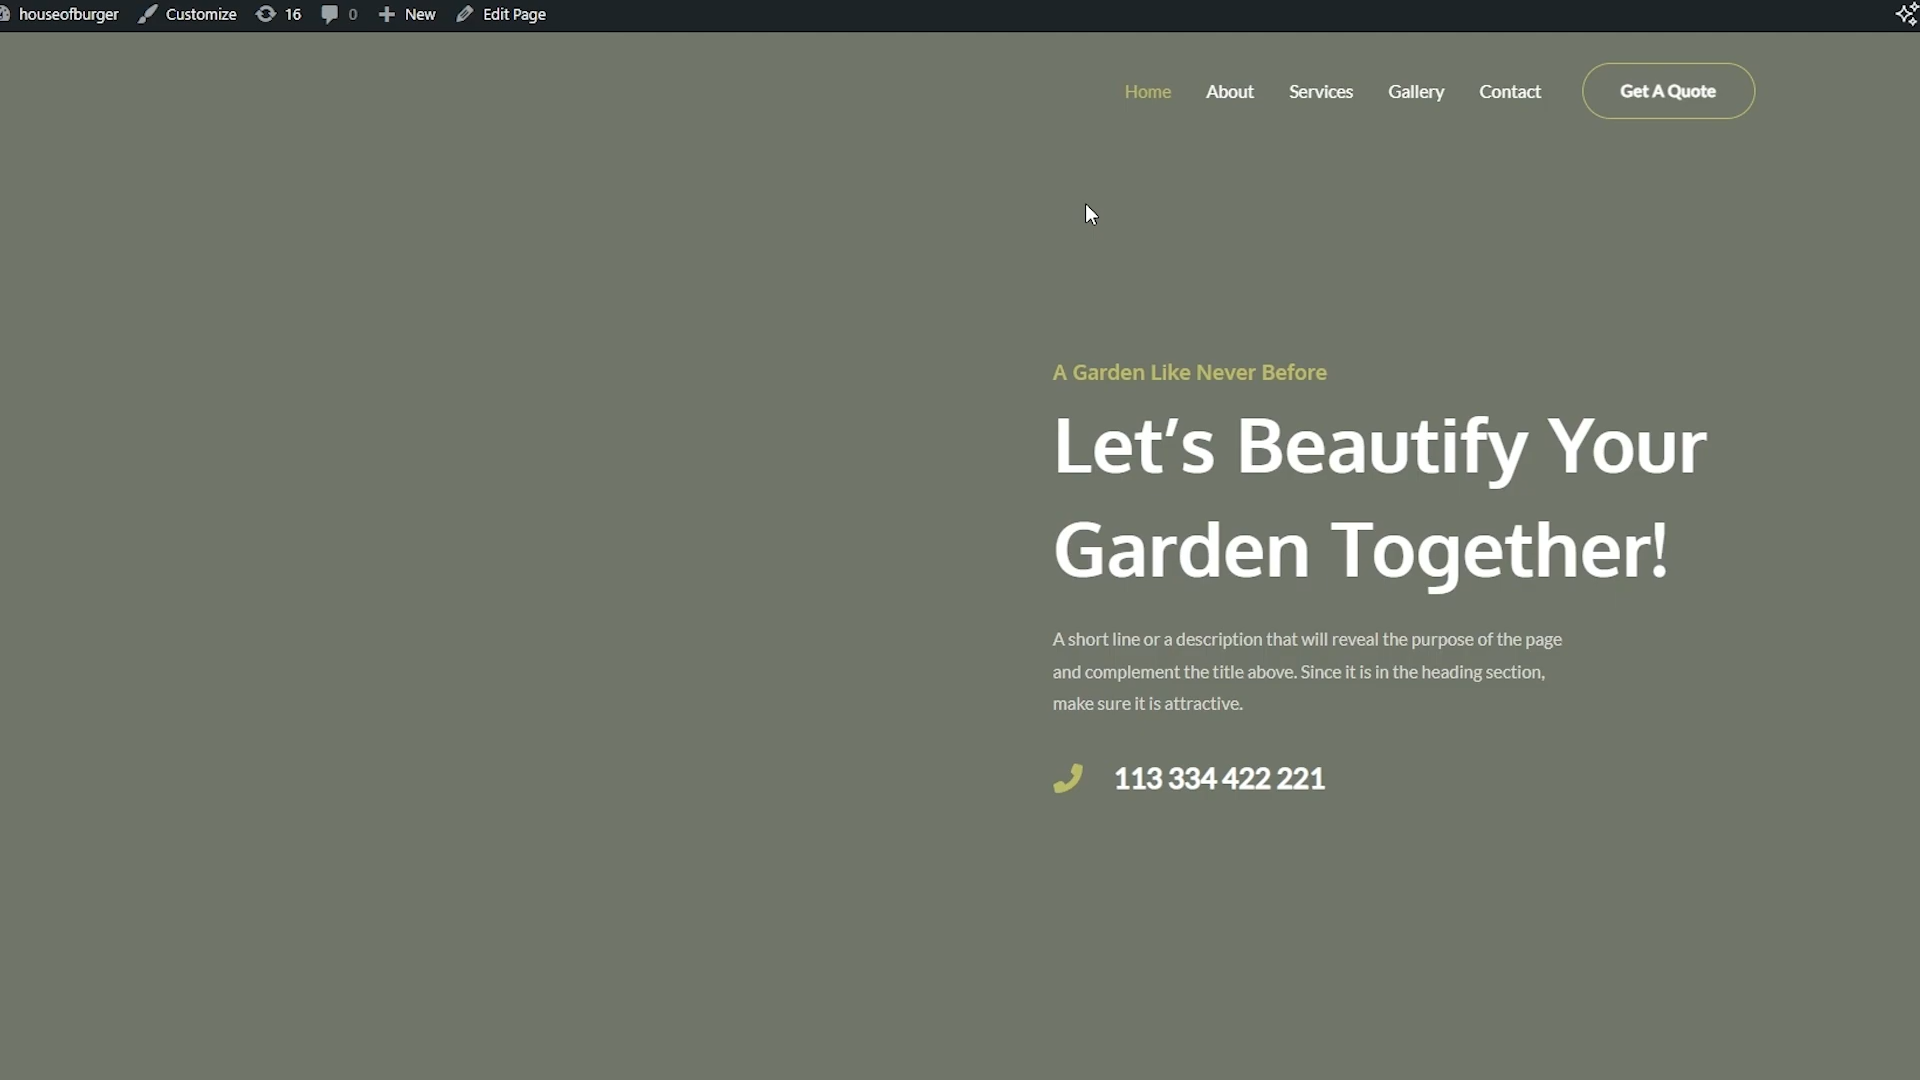 houseofburger Customize 16 0 New Edit Page
Home About Services Gallery Contact Get A Quote
A Garden Like Never Before
Let’s Beautify Your
Garden Together!
A short line or a description that will reveal the purpose of the page
and complement the title above. Since it is in the heading section,
make sure it is attractive.
113 334 422 221